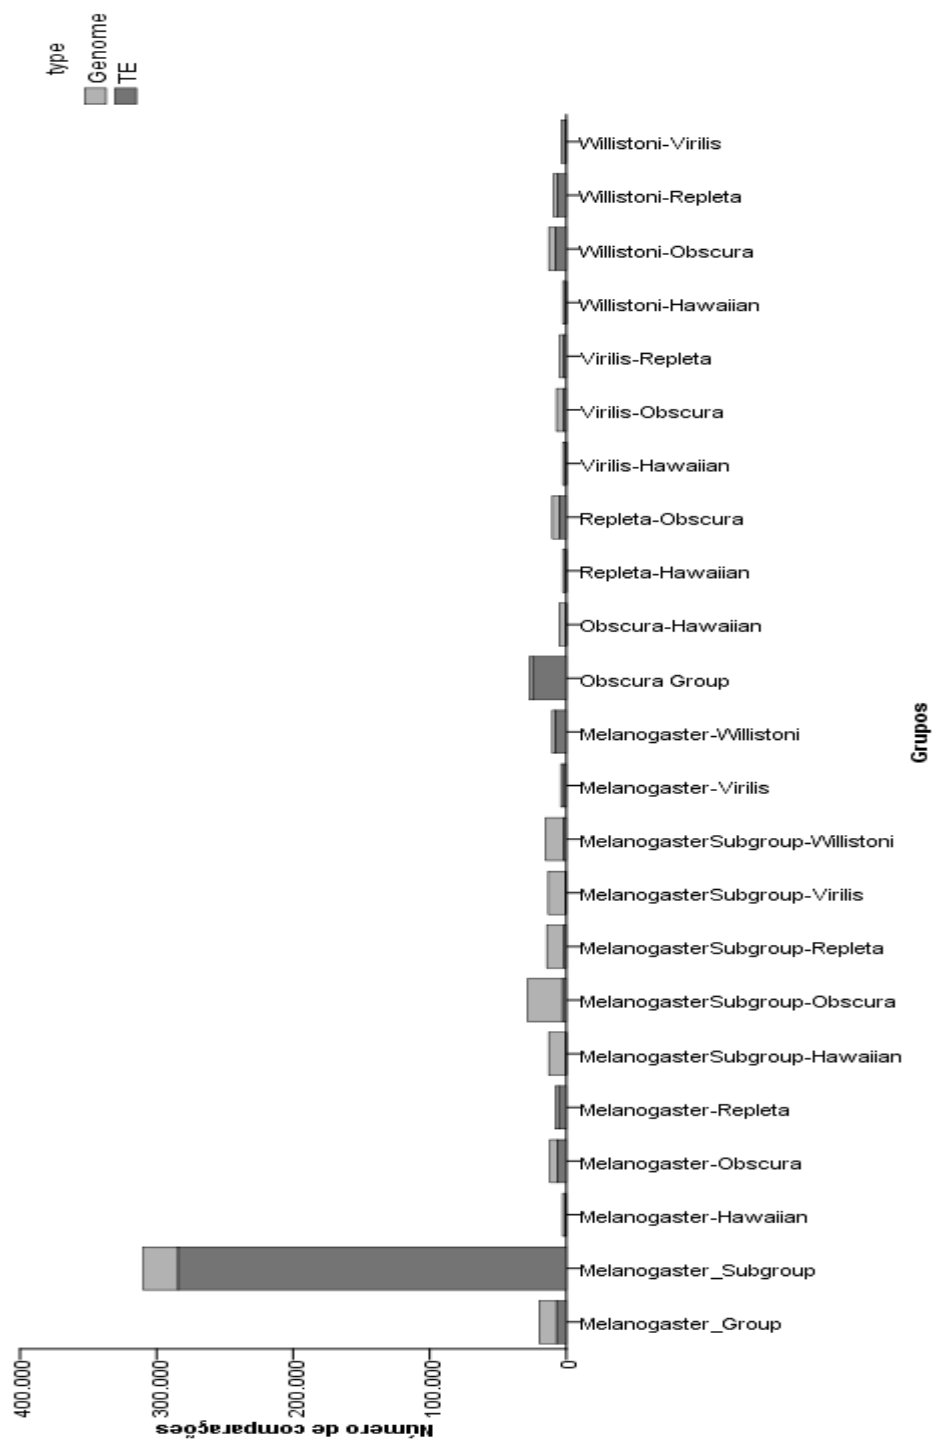 type
Genome
TE
Willistoni-Virilis
Willistoni-Repleta
Willistoni-Obscura
Willistoni-Hawaiian
Virilis-Repleta
Virilis-Obscura
Virilis-Hawaiian
Repleta-Obscura
Repleta-Hawaiian
Obscura-Hawaiian
Obscura Group
Melanogaster-Willistoni
Melanogaster-Virilis
MelanogasterSubgroup-Willistoni
MelanogasterSubgroup-Virilis
MelanogasterSubgroup-Repleta
MelanogasterSubgroup-Obscura
MelanogasterSubgroup-Hawaiian
Melanogaster-Repleta
Melanogaster-Obscura
Melanogaster-Hawaiian
Melanogaster_Subgroup
Melanogaster_Group
Grupos
400.000
300.000
200.000
100.000
0
Número de comparações